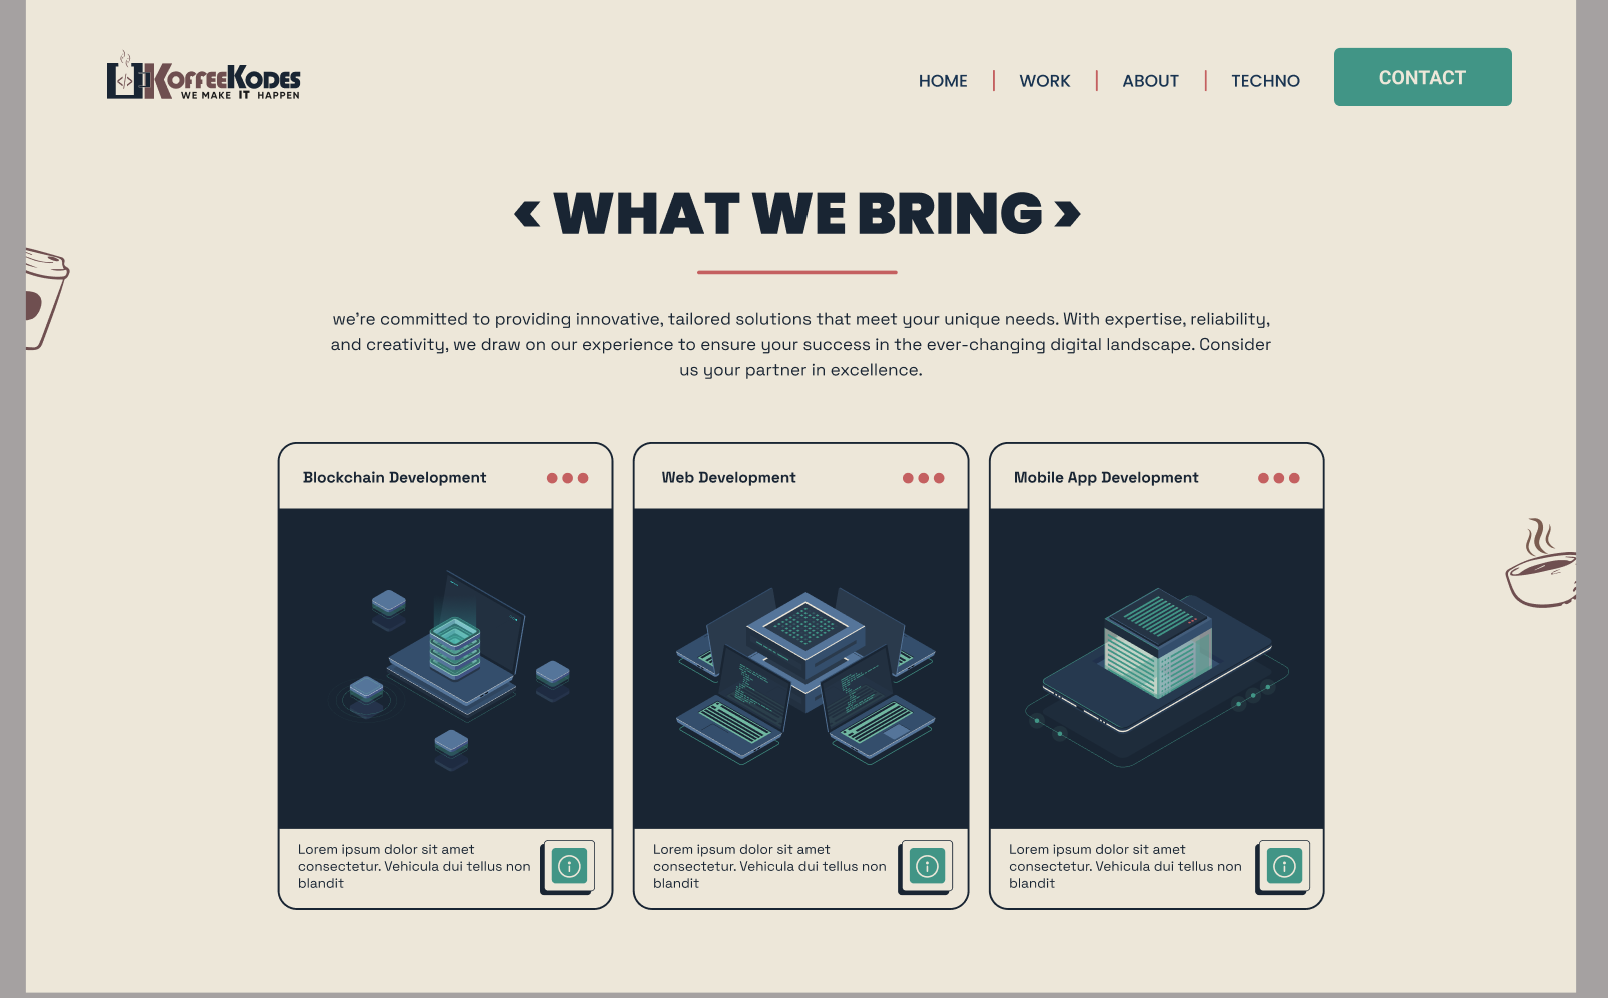 KOFFEEKODES
WE MAKE IT HAPPEN
HOME | WORK | ABOUT | TECHNO
CONTACT
< WHAT WE BRING >
we're committed to providing innovative, tailored solutions that meet your unique needs. With expertise, reliability,
and creativity, we draw on our experience to ensure your success in the ever-changing digital landscape. Consider
us your partner in excellence.
Blockchain Development
Web Development
Mobile App Development
Lorem ipsum dolor sit amet
consectetur. Vehicula dui tellus non
blandit
Lorem ipsum dolor sit amet
consectetur. Vehicula dui tellus non
blandit
Lorem ipsum dolor sit amet
consectetur. Vehicula dui tellus non
blandit